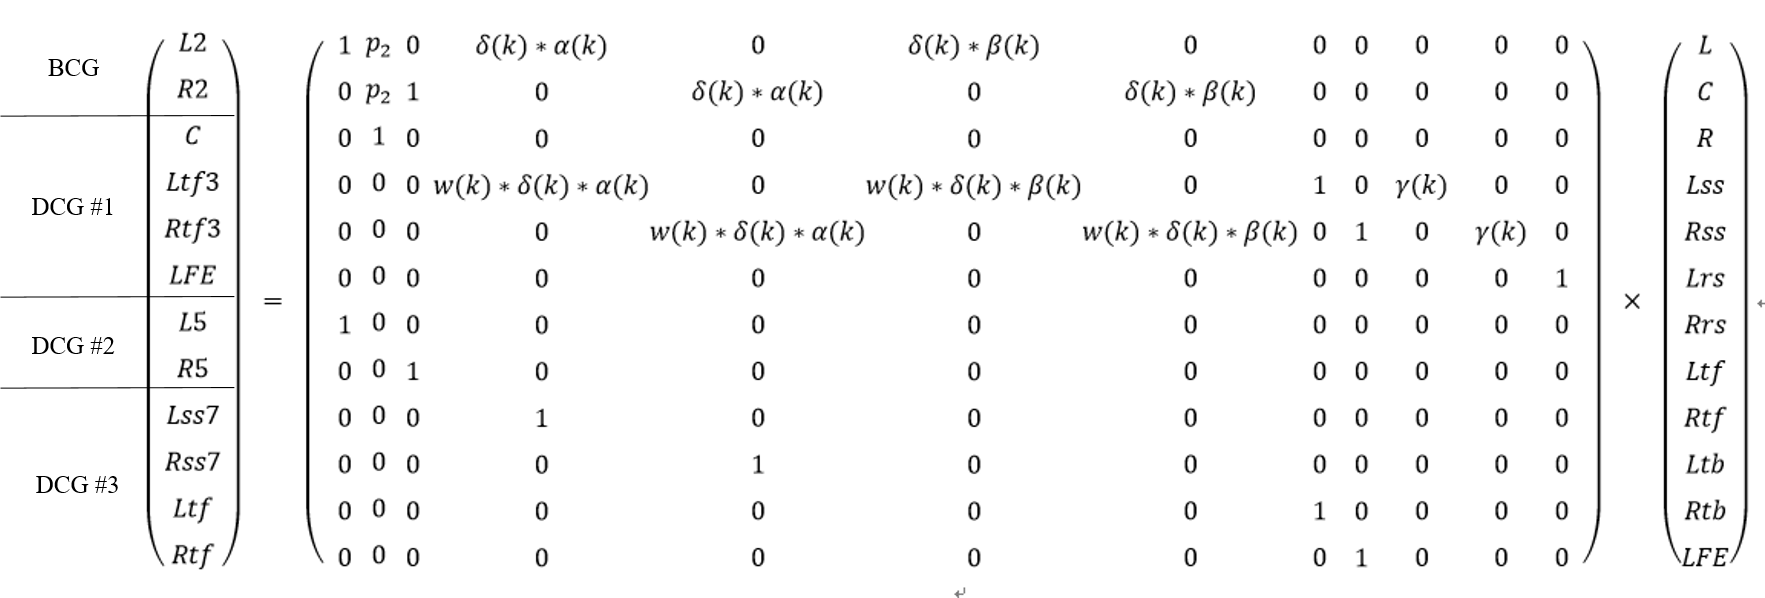 BCG L2 1 p₂ 0 δ(k) ∗ α(k) 0 δ(k) ∗ β(k) 0 0 0 0 0 0 L
R2 0 p₂ 1 0 δ(k) ∗ α(k) 0 δ(k) ∗ β(k) 0 0 0 0 0 C
C 0 1 0 0 0 0 0 0 0 0 0 0 R
DCG #1 Ltf3 0 0 0 w(k) ∗ δ(k) ∗ α(k) 0 w(k) ∗ δ(k) ∗ β(k) 0 1 0 γ(k) 0 0 Lss
Rtf3 0 0 0 0 w(k) ∗ δ(k) ∗ α(k) 0 w(k) ∗ δ(k) ∗ β(k) 0 1 0 γ(k) 0 Rss
LFE 0 0 0 0 0 0 0 0 0 0 0 1 Lrs
= × ↵
DCG #2 L5 1 0 0 0 0 0 0 0 0 0 0 0 Rrs
R5 0 0 1 0 0 0 0 0 0 0 0 0 Ltf
Lss7 0 0 0 1 0 0 0 0 0 0 0 0 Rtf
DCG #3 Rss7 0 0 0 0 1 0 0 0 0 0 0 0 Ltb
Ltf 0 0 0 0 0 0 0 1 0 0 0 0 Rtb
Rtf 0 0 0 0 0 0 0 0 1 0 0 0 LFE
↵